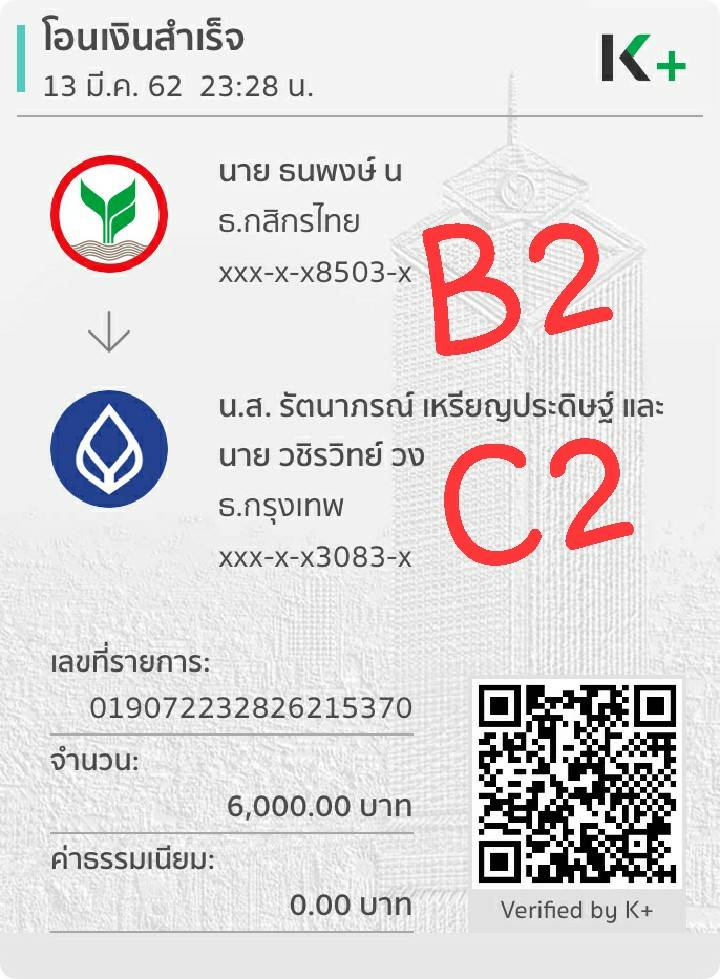 โอนเงินสำเร็จ
13 มี.ค. 62 23:28 น.
K+
นาย ธนพงษ์ น
ธ.กสิกรไทย
xxx-x-x8503-x
B2
น.ส. รัตนาภรณ์ เหรียญประดิษฐ์ และ
นาย วชิรวิทย์ วง
ธ.กรุงเทพ
xxx-x-x3083-x
C2
เลขที่รายการ:
019072232826215370
จำนวน:
6,000.00 บาท
ค่าธรรมเนียม:
0.00 บาท
Verified by K+